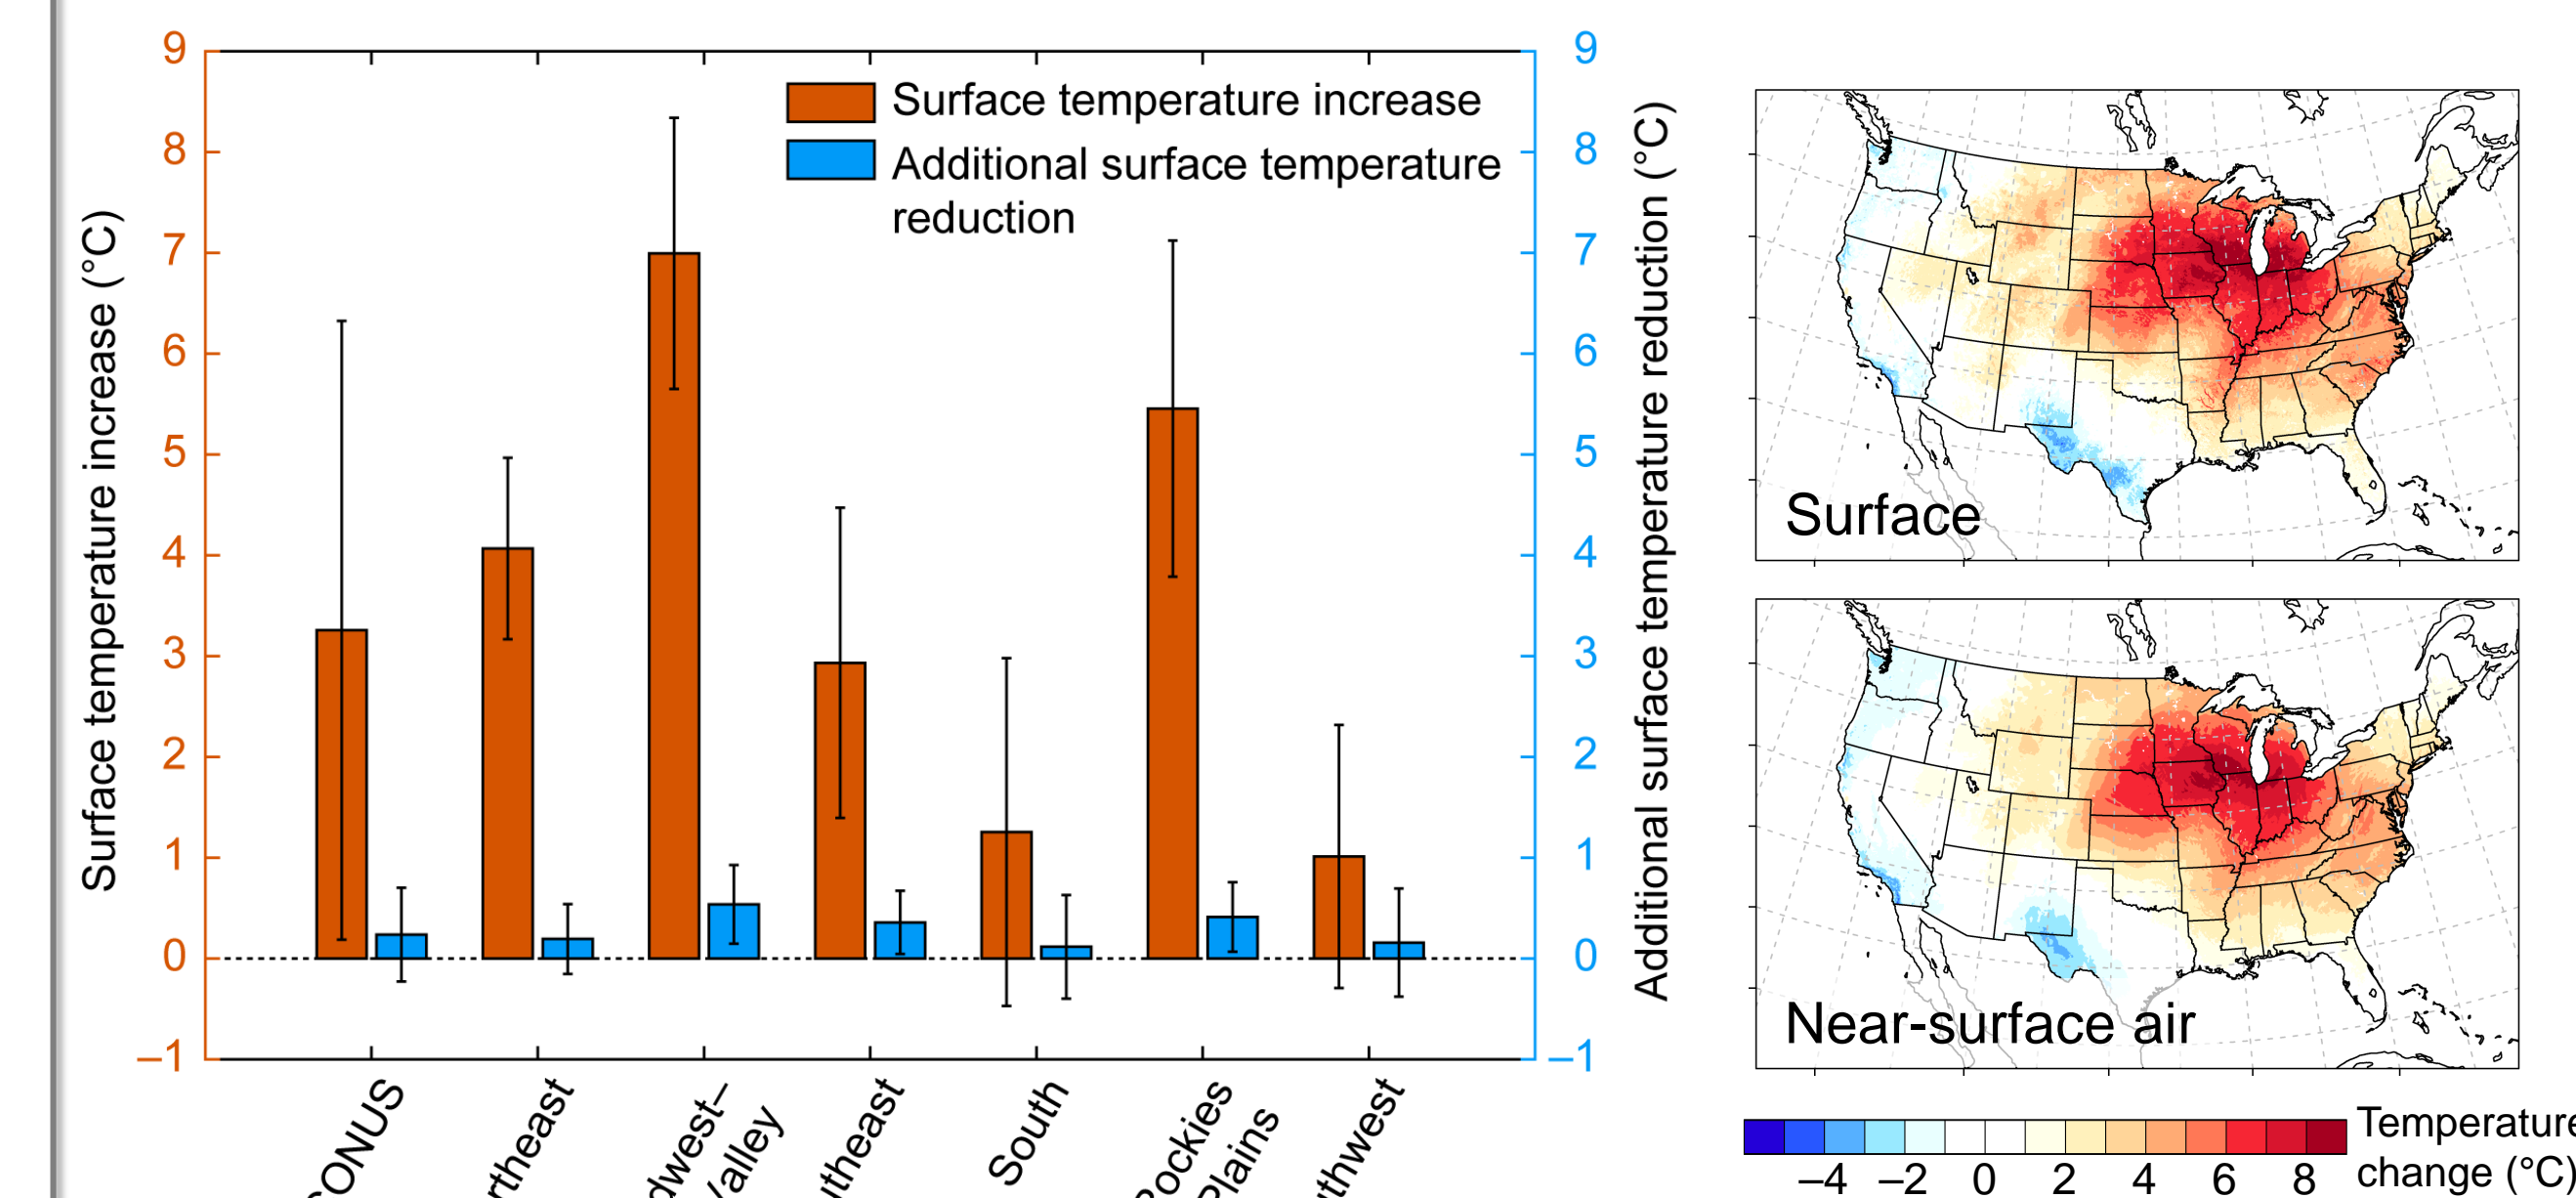 Surface temperature increase (°C)
9
8
7
6
5
4
3
2
1
0
–1
Surface temperature increase
Additional surface temperature
reduction
9
8
7
6
5
4
3
2
1
0
–1
Additional surface temperature reduction (°C)
South
Surface
Near-surface air
–4 –2 0 2 4 6 8
Temperature
change (°C)